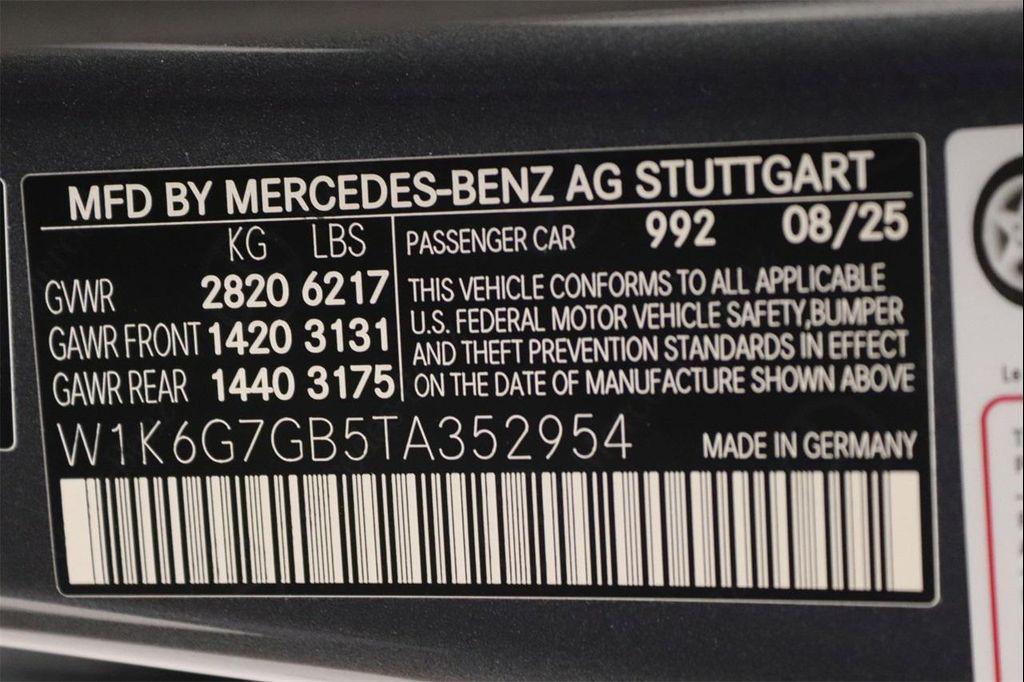 MFD BY MERCEDES-BENZ AG STUTTGART
KG LBS
GVWR 2820 6217
GAWR FRONT 1420 3131
GAWR REAR 1440 3175
PASSENGER CAR 992 08/25
THIS VEHICLE CONFORMS TO ALL APPLICABLE
U.S. FEDERAL MOTOR VEHICLE SAFETY, BUMPER
AND THEFT PREVENTION STANDARDS IN EFFECT
ON THE DATE OF MANUFACTURE SHOWN ABOVE
W1K6G7GB5TA352954
MADE IN GERMANY